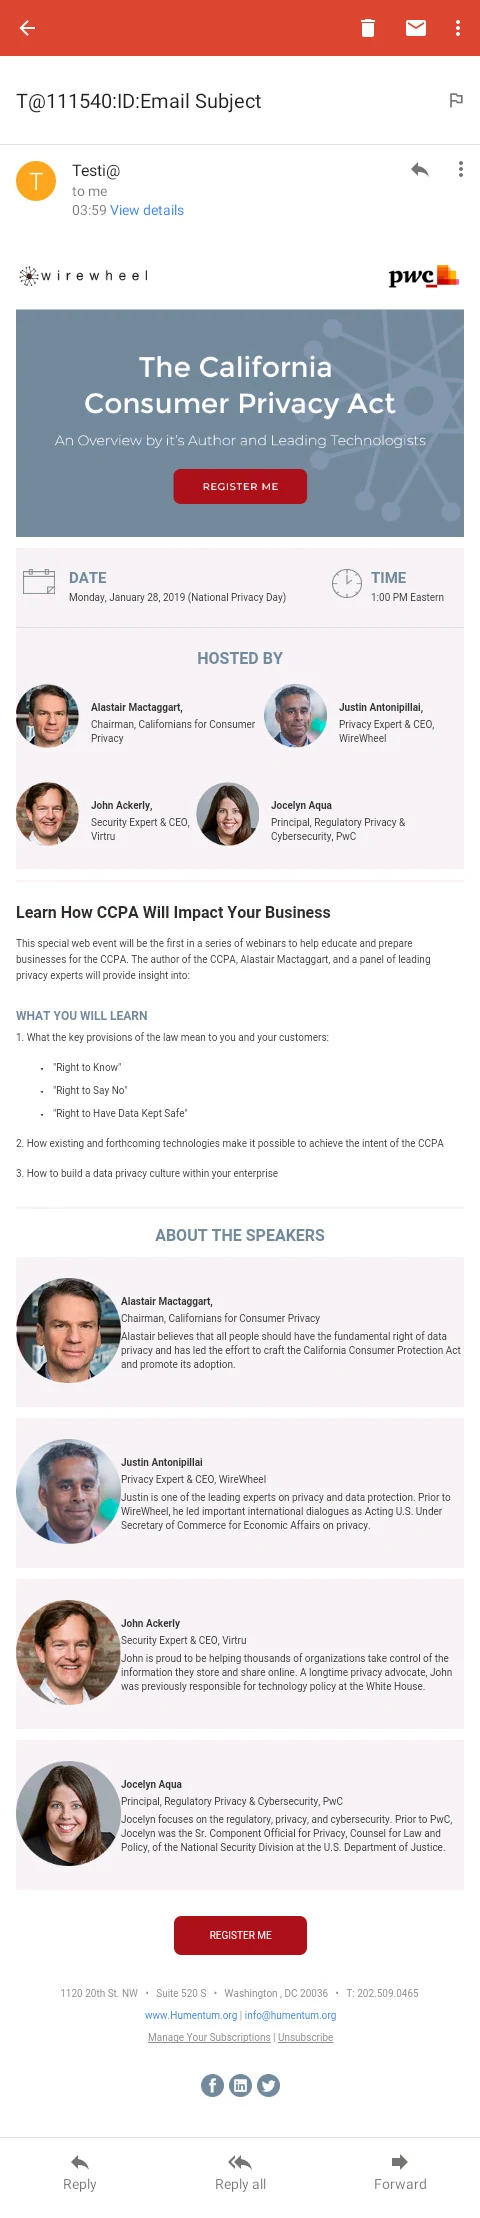 T@111540:ID:Email Subject
T
Testi@
to me
03:59 View details
wirewheel
pwc
The California
Consumer Privacy Act
An Overview by it's Author and Leading Technologists
REGISTER ME
DATE
Monday, January 28, 2019 (National Privacy Day)
TIME
1:00 PM Eastern
HOSTED BY
Alastair Mactaggart,
Chairman, Californians for Consumer
Privacy
Justin Antonipillai,
Privacy Expert & CEO,
WireWheel
John Ackerly,
Security Expert & CEO,
Virtru
Jocelyn Aqua
Principal, Regulatory Privacy &
Cybersecurity, PwC
Learn How CCPA Will Impact Your Business
This special web event will be the first in a series of webinars to help educate and prepare
businesses for the CCPA. The author of the CCPA, Alastair Mactaggart, and a panel of leading
privacy experts will provide insight into:
WHAT YOU WILL LEARN
1. What the key provisions of the law mean to you and your customers:
• "Right to Know"
• "Right to Say No"
• "Right to Have Data Kept Safe"
2. How existing and forthcoming technologies make it possible to achieve the intent of the CCPA
3. How to build a data privacy culture within your enterprise
ABOUT THE SPEAKERS
Alastair Mactaggart,
Chairman, Californians for Consumer Privacy
Alastair believes that all people should have the fundamental right of data
privacy and has led the effort to craft the California Consumer Protection Act
and promote its adoption.
Justin Antonipillai
Privacy Expert & CEO, WireWheel
Justin is one of the leading experts on privacy and data protection. Prior to
WireWheel, he led important international dialogues as Acting U.S. Under
Secretary of Commerce for Economic Affairs on privacy.
John Ackerly
Security Expert & CEO, Virtru
John is proud to be helping thousands of organizations take control of the
information they store and share online. A longtime privacy advocate, John
was previously responsible for technology policy at the White House.
Jocelyn Aqua
Principal, Regulatory Privacy & Cybersecurity, PwC
Jocelyn focuses on the regulatory, privacy, and cybersecurity. Prior to PwC,
Jocelyn was the Sr. Component Official for Privacy, Counsel for Law and
Policy, of the National Security Division at the U.S. Department of Justice.
REGISTER ME
1120 20th St. NW • Suite 520 S • Washington , DC 20036 • T: 202.509.0465
www.Humentum.org | info@humentum.org
Manage Your Subscriptions | Unsubscribe
Reply
Reply all
Forward